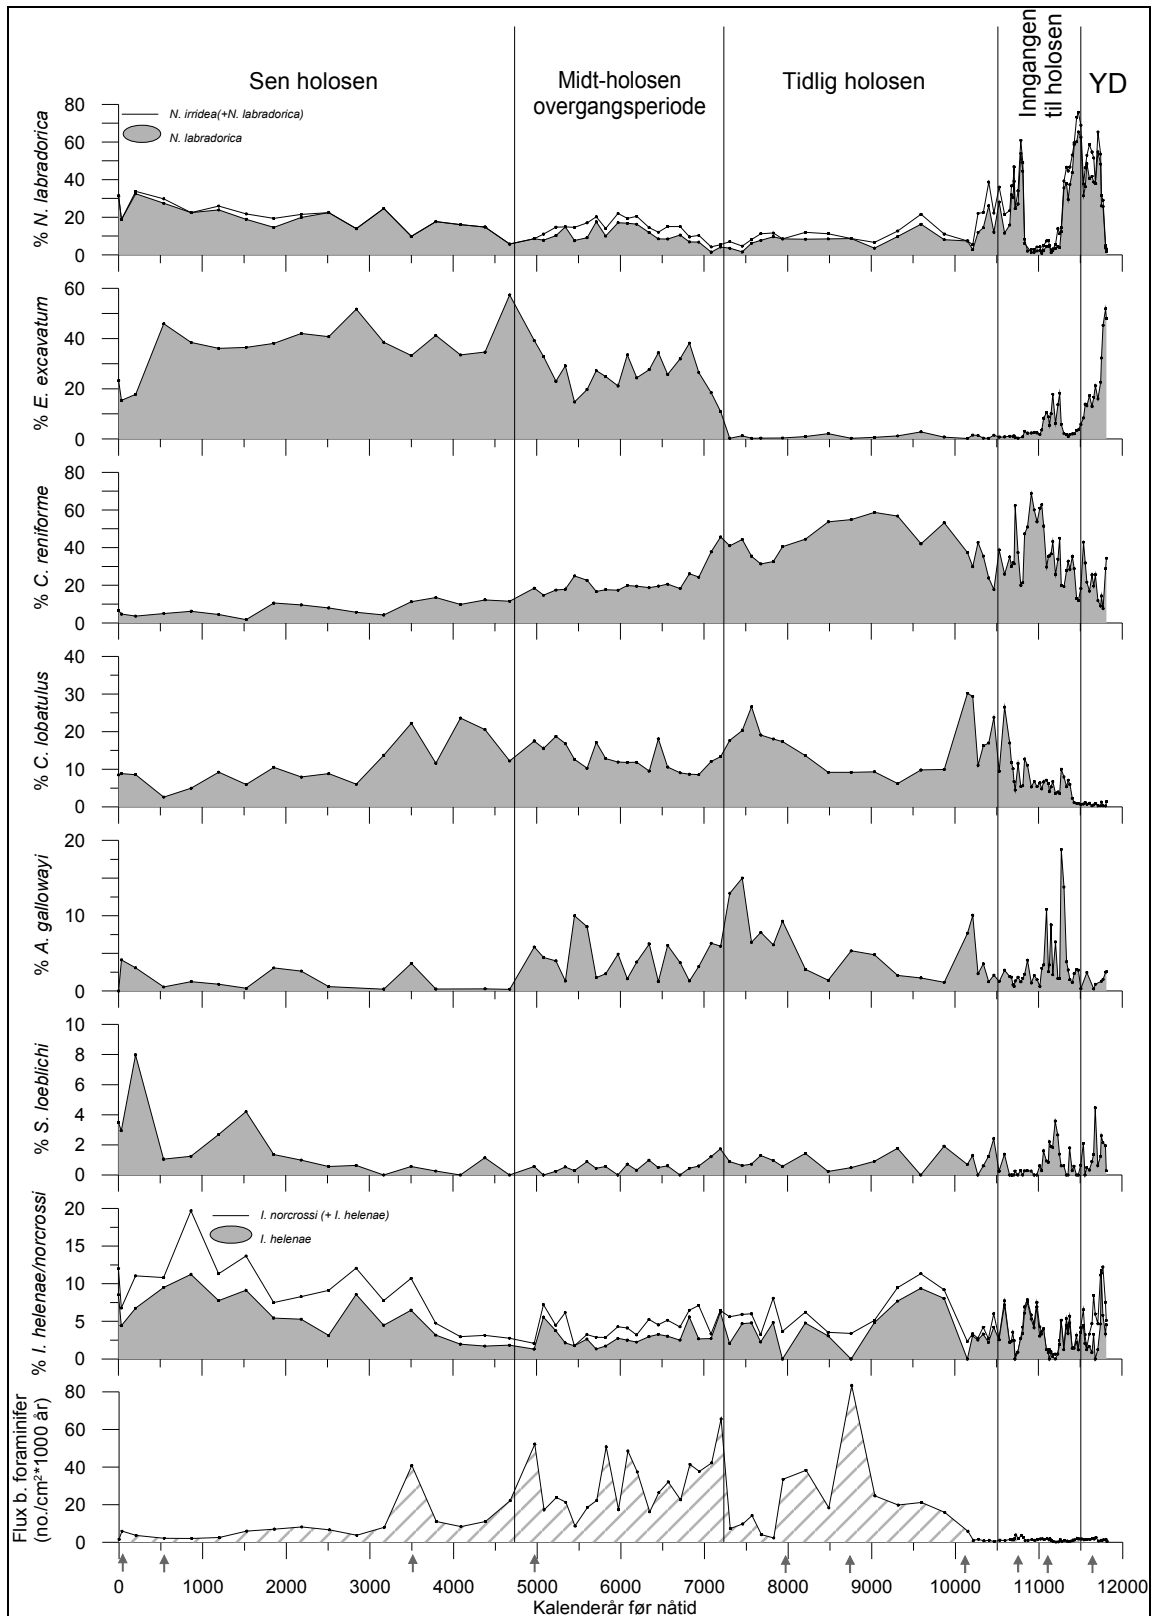 Sen holosen
Midt-holosen
overgangsperiode
Tidlig holosen
Inngangen
til holosen
YD
% N. labradorica
80
60
40
20
0
N. irridea(+N. labradorica)
N. labradorica
% E. excavatum
60
40
20
0
% C. reniforme
80
60
40
20
0
% C. lobatulus
40
30
20
10
0
% A. gallowayi
20
10
0
% S. loeblichi
10
8
6
4
2
0
% I. helenae/norcrossi
20
15
10
5
0
I. norcrossi (+ I. helenae)
I. helenae
Flux b. foraminifer
(no./cm²*1000 år)
80
60
40
20
0
0 1000 2000 3000 4000 5000 6000 7000 8000 9000 10000 11000 12000
Kalenderår før nåtid